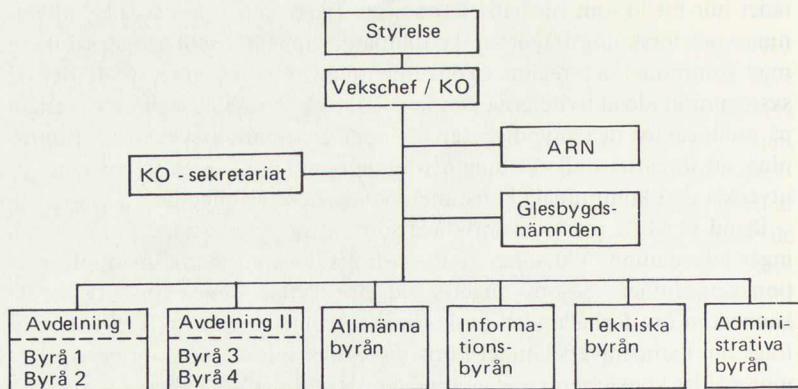 Styrelse
Vekschef / KO
ARN
KO - sekretariat
Glesbygds-
nämnden
Avdelning I
Byrå 1
Byrå 2
Avdelning II
Byrå 3
Byrå 4
Allmänna
byrån
Informa-
tions-
byrån
Tekniska
byrån
Admini-
strativa
byrån